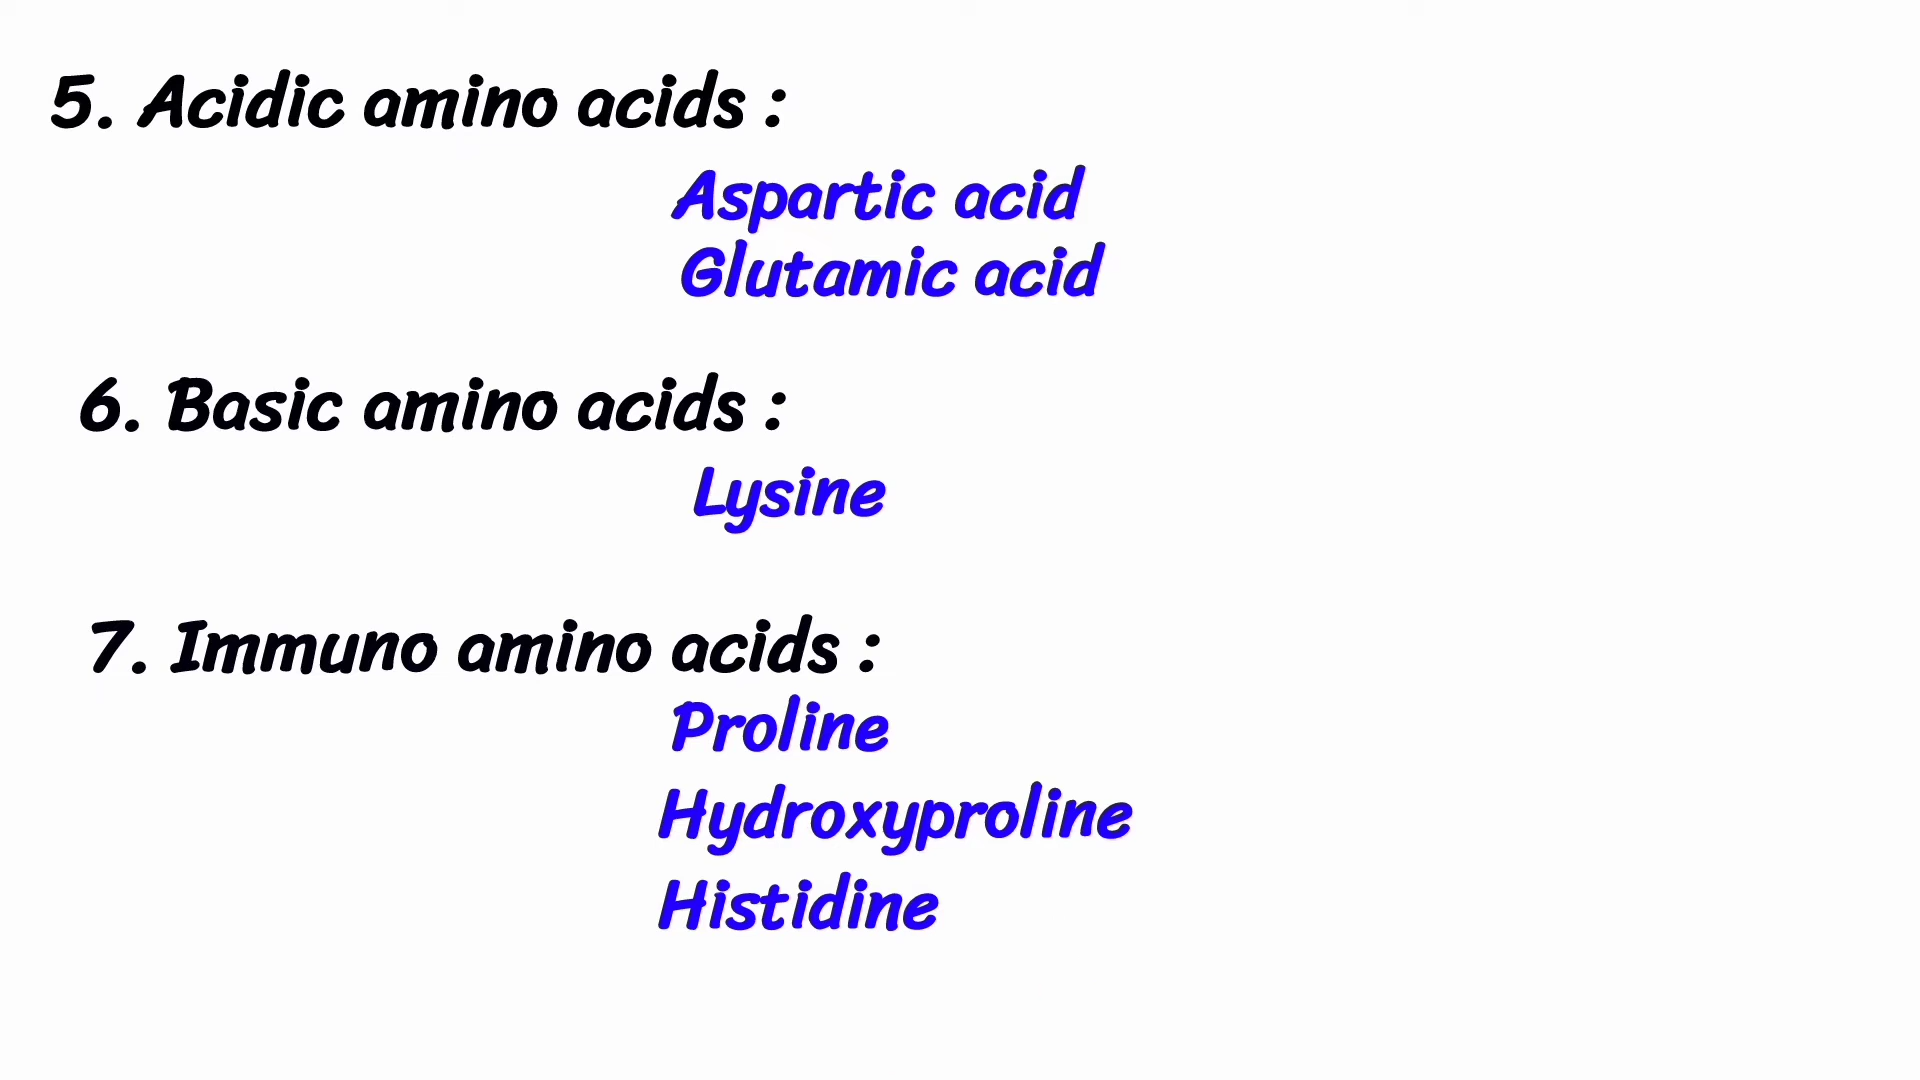 5. Acidic amino acids :
Aspartic acid
Glutamic acid
6. Basic amino acids :
Lysine
7. Immuno amino acids :
Proline
Hydroxyproline
Histidine